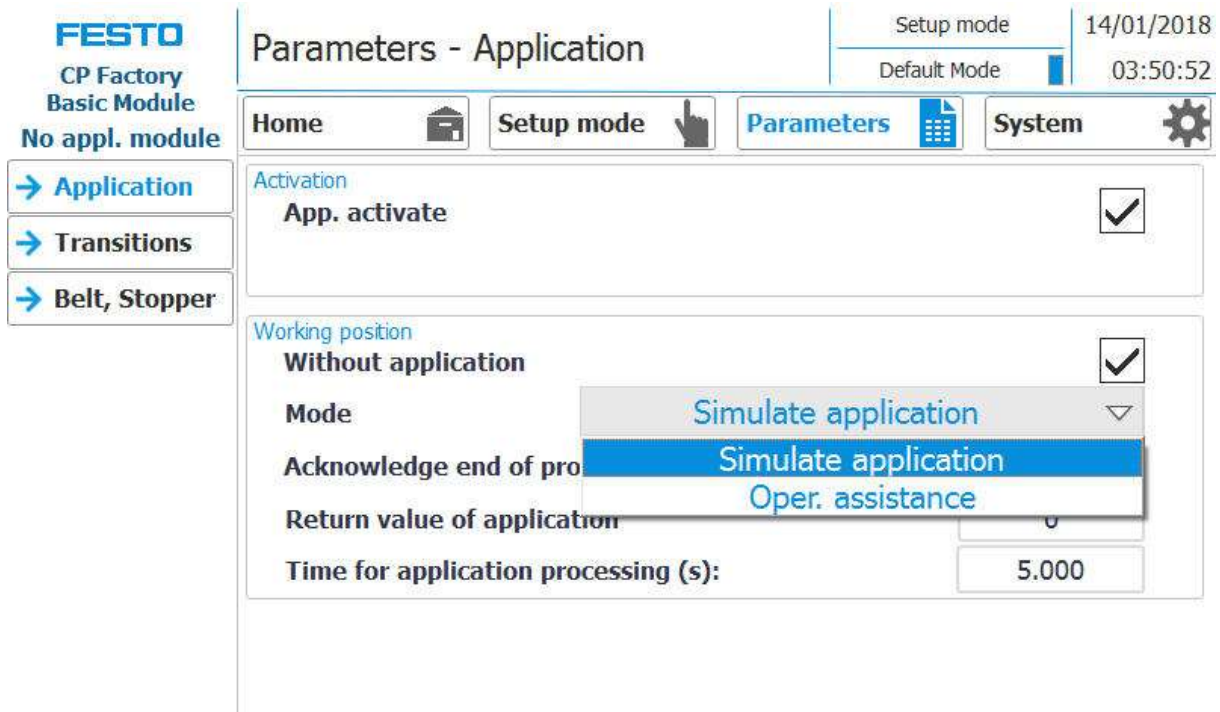 FESTO
CP Factory
Basic Module
No appl. module
Parameters - Application
Setup mode
Default Mode
14/01/2018
03:50:52
Home
Setup mode
Parameters
System
Application
Transitions
Belt, Stopper
Activation
App. activate
Working position
Without application
Mode
Simulate application
Simulate application
Oper. assistance
Acknowledge end of pro
Return value of application
0
Time for application processing (s):
5.000